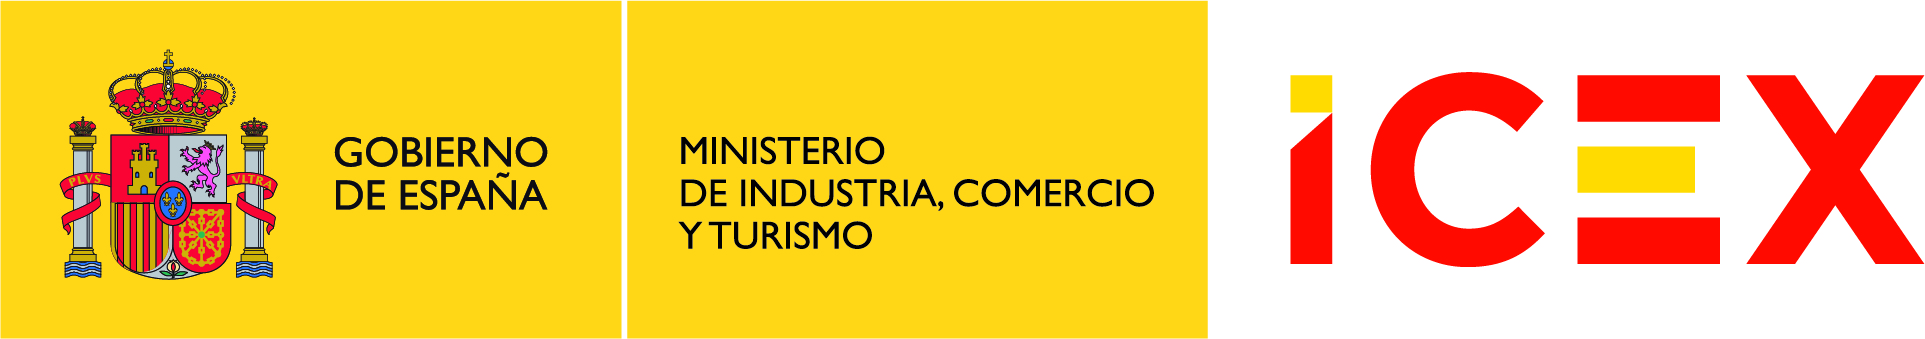 PLVS VLTRA
GOBIERNO
DE ESPAÑA
MINISTERIO
DE INDUSTRIA, COMERCIO
Y TURISMO
iCEX